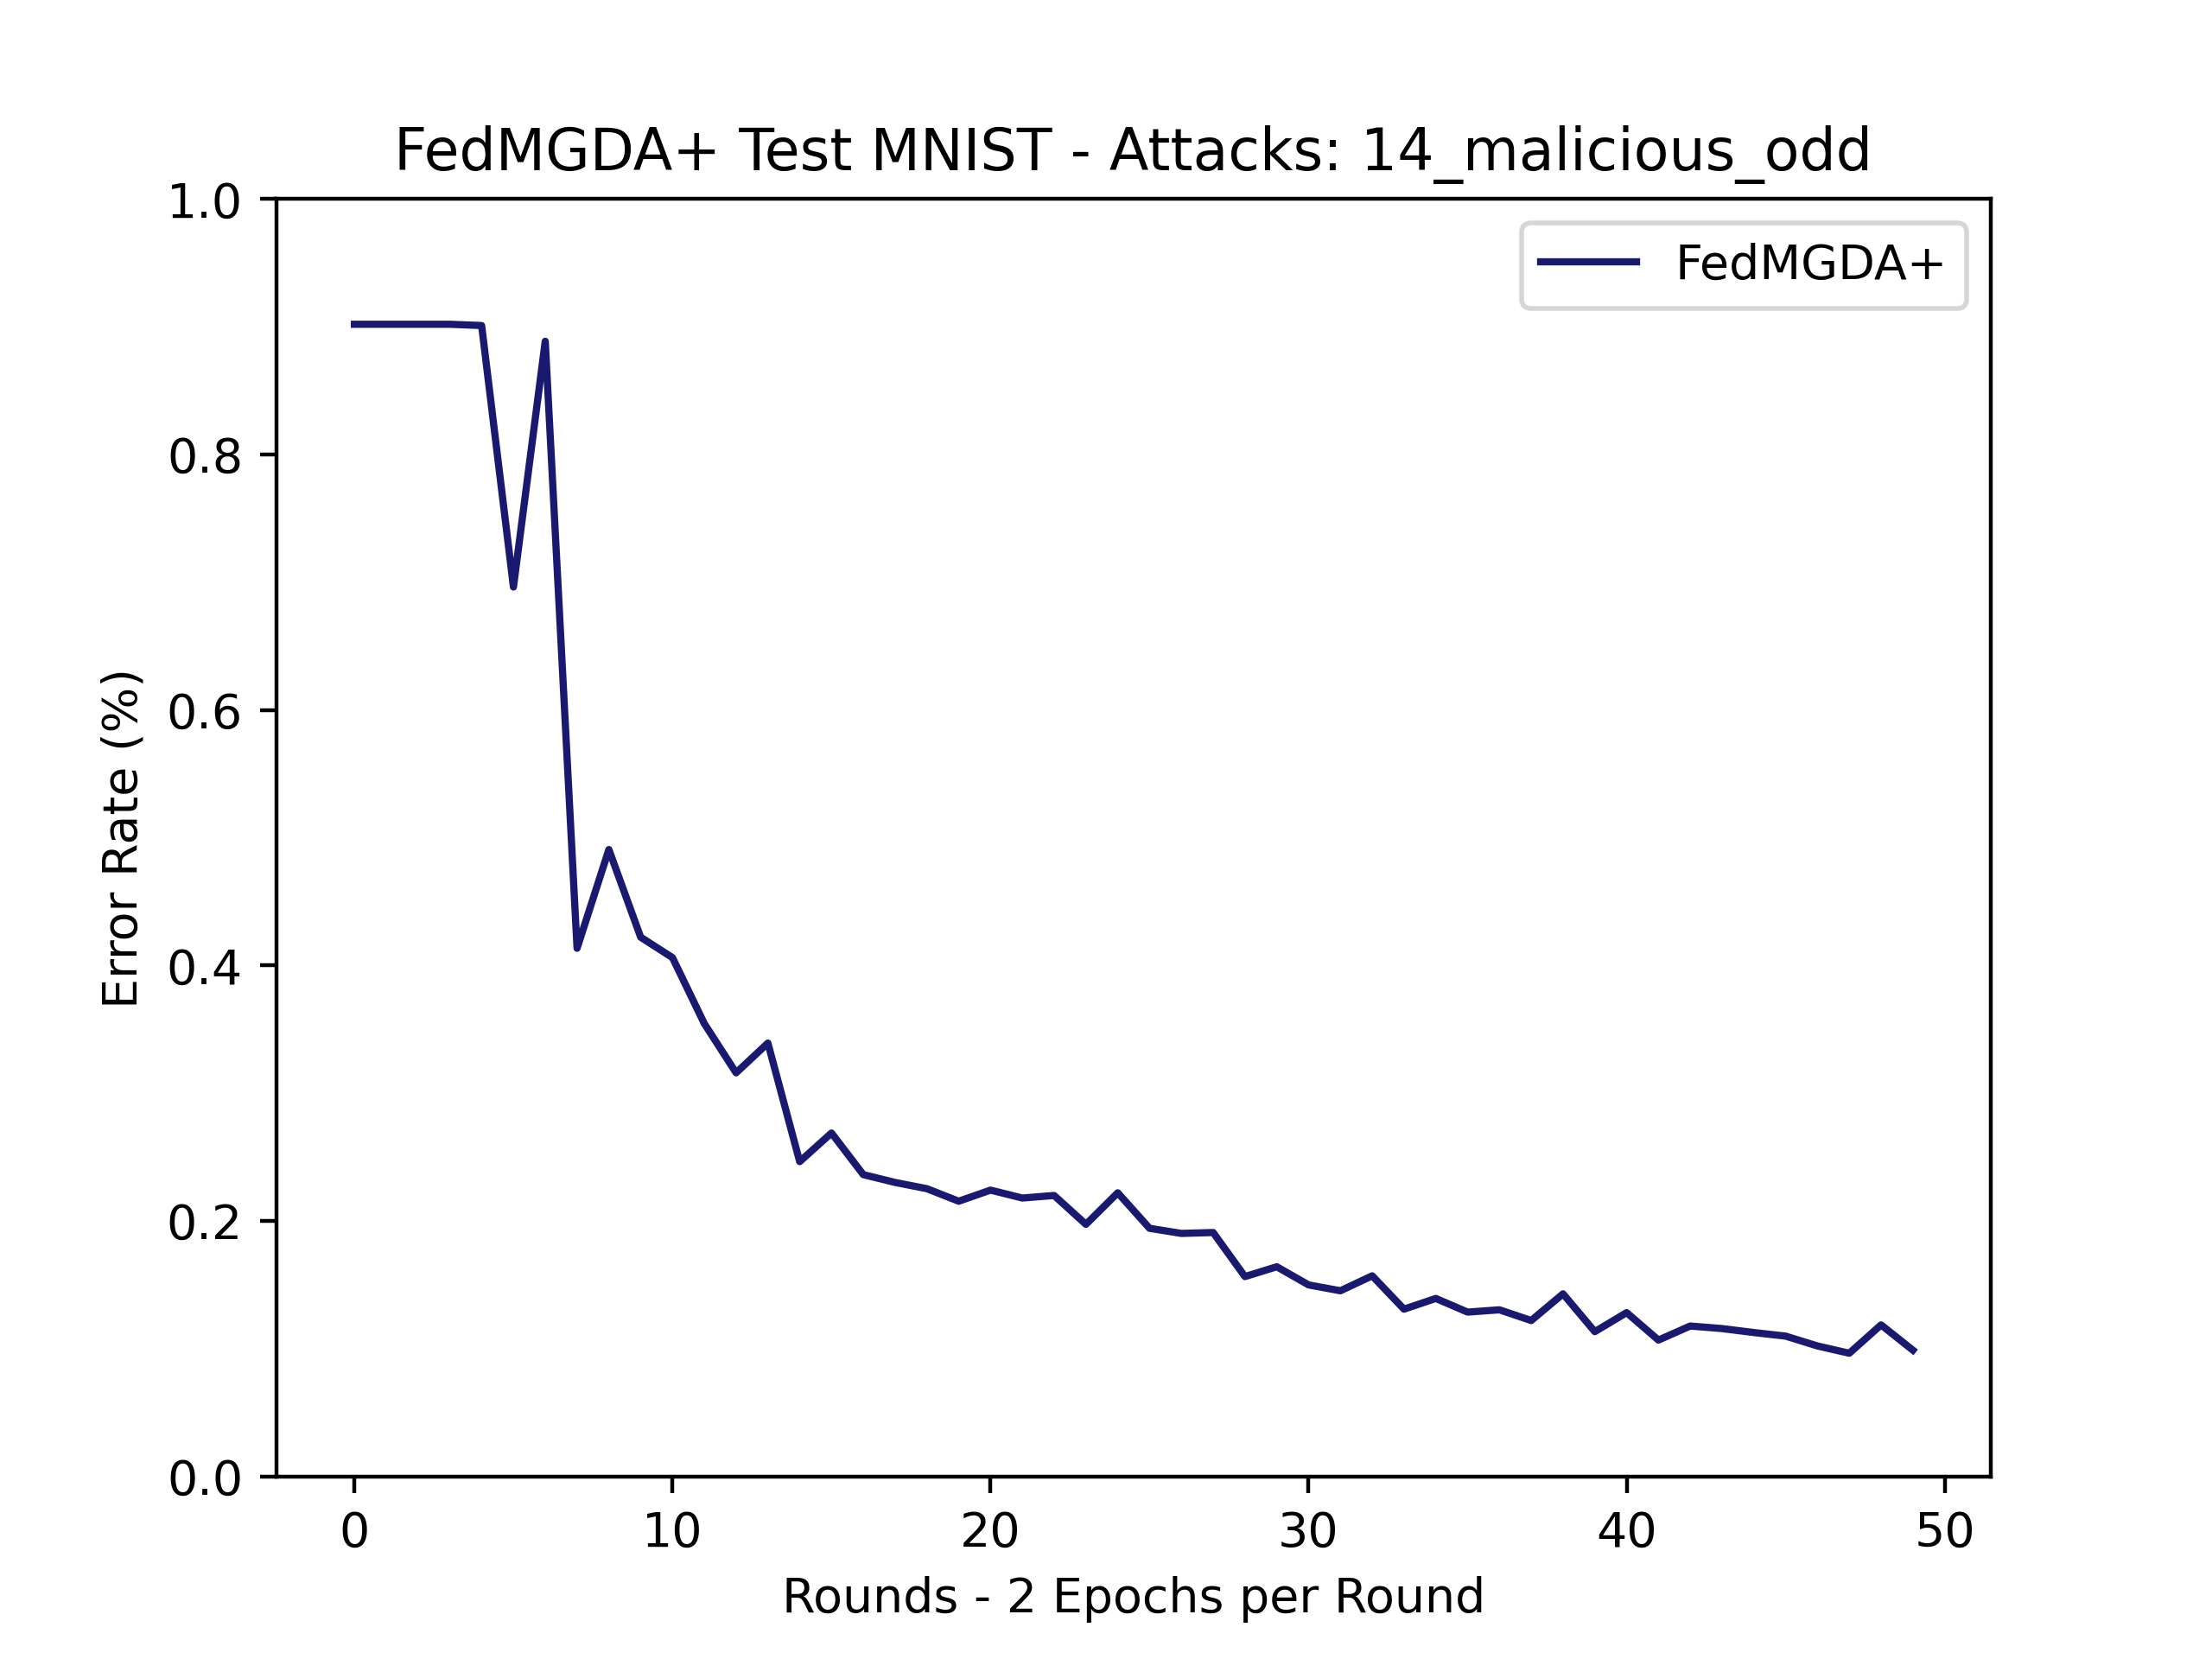 FedMGDA+ Test MNIST - Attacks: 14_malicious_odd
FedMGDA+
1.0
0.8
0.6
0.4
0.2
0.0
Error Rate (%)
0 10 20 30 40 50
Rounds - 2 Epochs per Round